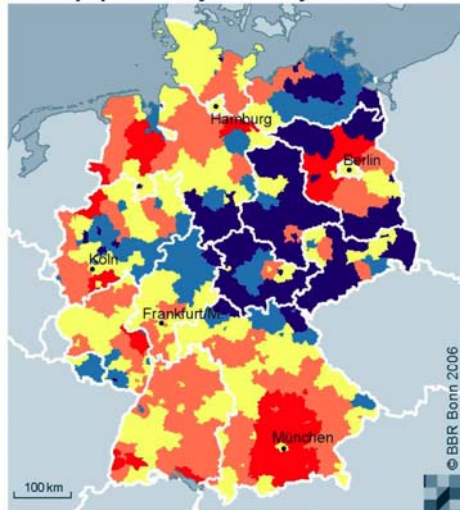 Hamburg
Berlin
Köln
Frankfurt/M
München
© BBR Bonn 2006
100 km